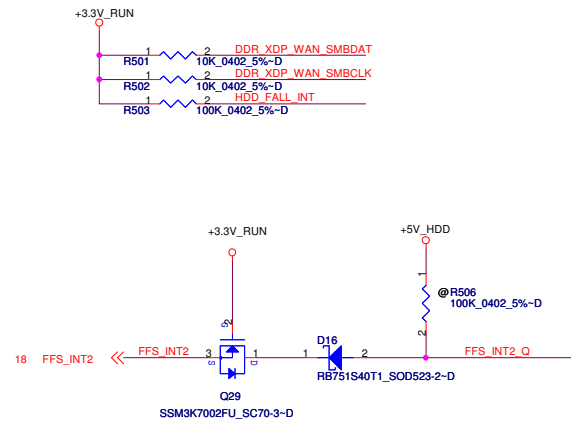 +3.3V_RUN
1 2 DDR_XDP_WAN_SMBDAT
R501 10K_0402_5%~D
1 2 DDR_XDP_WAN_SMBCLK
R502 10K_0402_5%~D
1 2 HDD_FALL_INT
R503 100K_0402_5%~D
+3.3V_RUN
+5V_HDD
1
@R506
100K_0402_5%~D
2
G 2
D16
18 FFS_INT2 FFS_INT2 3 S D 1 1 2 FFS_INT2_Q
RB751S40T1_SOD523-2~D
Q29
SSM3K7002FU_SC70-3~D